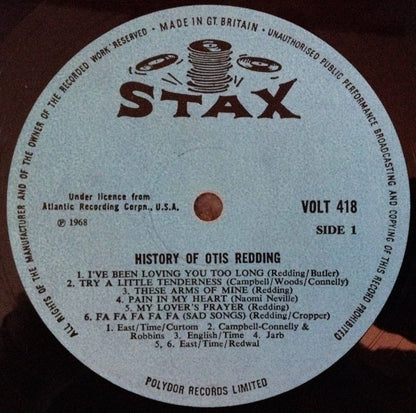 ALL RIGHTS OF THE MANUFACTURER AND OF THE OWNER OF THE RECORDED WORK RESERVED • MADE IN GT. BRITAIN • UNAUTHORISED PUBLIC PERFORMANCE BROADCASTING AND COPYING OF THIS RECORD PROHIBITED
STAX
Under licence from
Atlantic Recording Corpn., U.S.A.
℗ 1968
VOLT 418
SIDE 1
HISTORY OF OTIS REDDING
1. I'VE BEEN LOVING YOU TOO LONG (Redding/Butler)
2. TRY A LITTLE TENDERNESS (Campbell/Woods/Connelly)
3. THESE ARMS OF MINE (Redding)
4. PAIN IN MY HEART (Naomi Neville)
5. MY LOVER'S PRAYER (Redding)
6. FA FA FA FA FA (SAD SONGS) (Redding/Cropper)
1. East/Time/Curtom 2. Campbell-Connelly &
Robbins 3. English/Time 4. Jarb
5, 6. East/Time/Redwal
POLYDOR RECORDS LIMITED